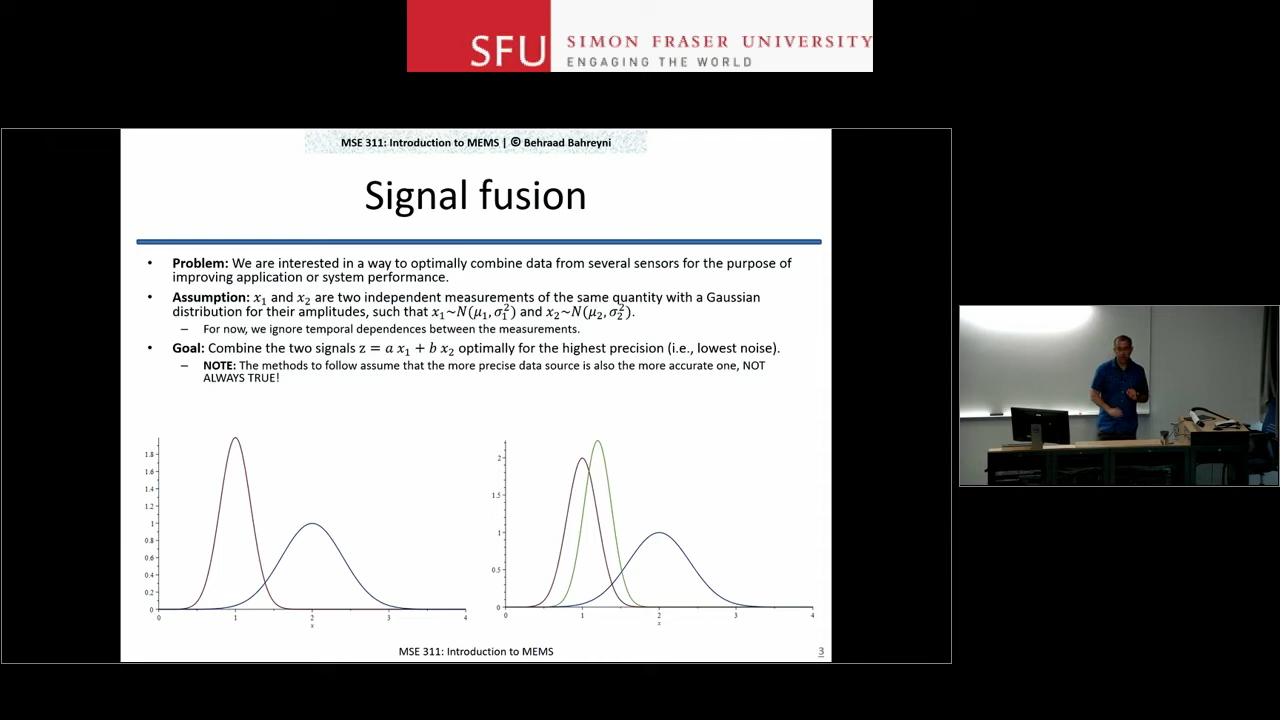 SFU SIMON FRASER UNIVERSITY
ENGAGING THE WORLD
MSE 311: Introduction to MEMS | © Behraad Bahreyni
Signal fusion
• Problem: We are interested in a way to optimally combine data from several sensors for the purpose of
improving application or system performance.
• Assumption: x₁ and x₂ are two independent measurements of the same quantity with a Gaussian
distribution for their amplitudes, such that x₁~N(μ₁, σ₁²) and x₂~N(μ₂, σ₂²).
– For now, we ignore temporal dependences between the measurements.
• Goal: Combine the two signals z = a x₁ + b x₂ optimally for the highest precision (i.e., lowest noise).
– NOTE: The methods to follow assume that the more precise data source is also the more accurate one, NOT
ALWAYS TRUE!
1.8
1.6
1.4
1.2
1
0.8
0.6
0.4
0.2
0
0 1 2 3 4
x
2
1.5
1
0.5
0
0 1 2 3 4
x
MSE 311: Introduction to MEMS
3